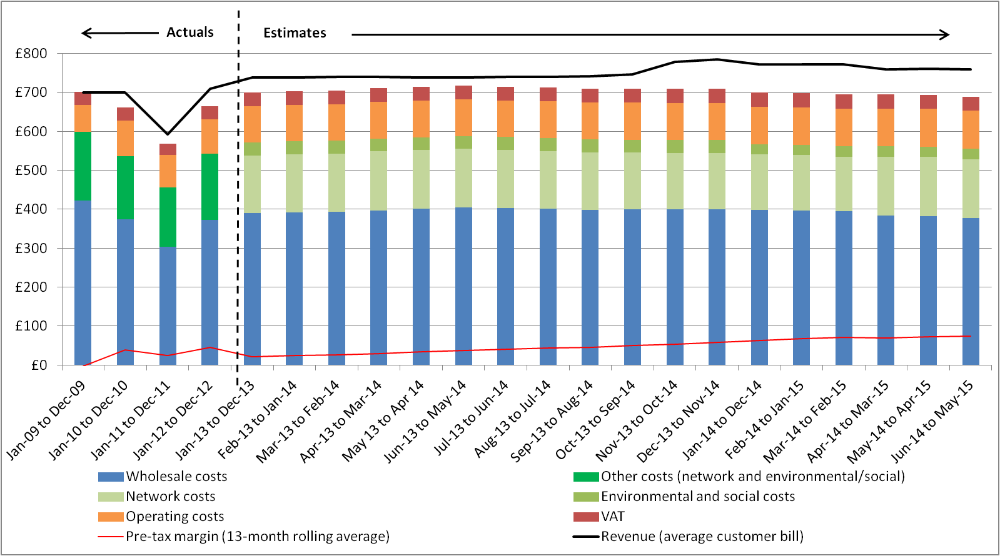 Actuals
Estimates
£800
£700
£600
£500
£400
£300
£200
£100
£0
Jan-09 to Dec-09
Jan-10 to Dec-10
Jan-11 to Dec-11
Jan-12 to Dec-12
Jan-13 to Dec-13
Feb-13 to Jan-14
Mar-13 to Feb-14
Apr-13 to Mar-14
May 13 to Apr 14
Jun-13 to May-14
Jul-13 to Jun-14
Aug-13 to Jul-14
Sep-13 to Aug-14
Oct-13 to Sep-14
Nov-13 to Oct-14
Dec-13 to Nov-14
Jan-14 to Dec-14
Feb-14 to Jan-15
Mar-14 to Feb-15
Apr-14 to Mar-15
May-14 to Apr-15
Jun-14 to May-15
Wholesale costs
Other costs (network and environmental/social)
Network costs
Environmental and social costs
Operating costs
VAT
Pre-tax margin (13-month rolling average)
Revenue (average customer bill)